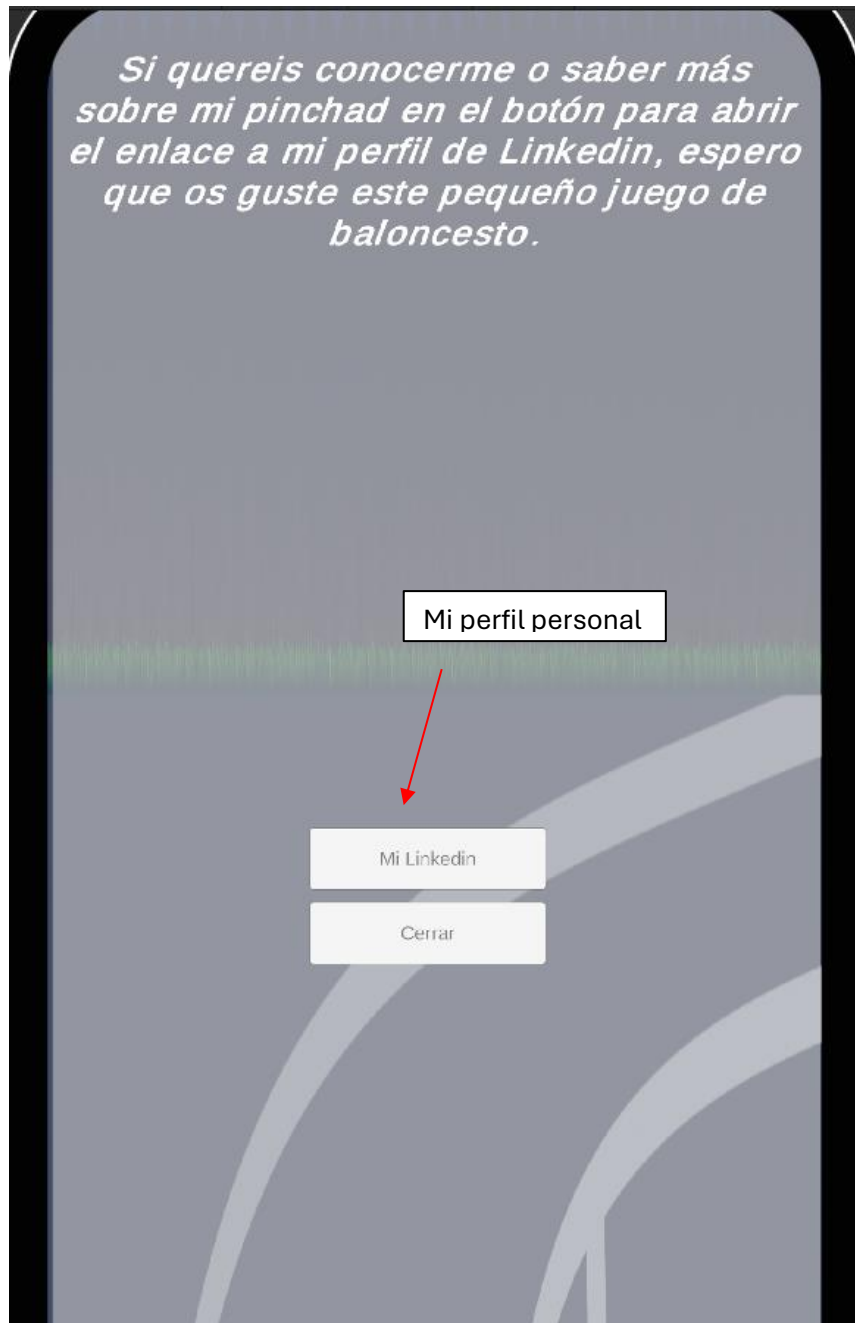 Si quereis conocerme o saber más
sobre mi pinchad en el botón para abrir
el enlace a mi perfil de Linkedin, espero
que os guste este pequeño juego de
baloncesto.
Mi perfil personal
Mi Linkedin
Cerrar